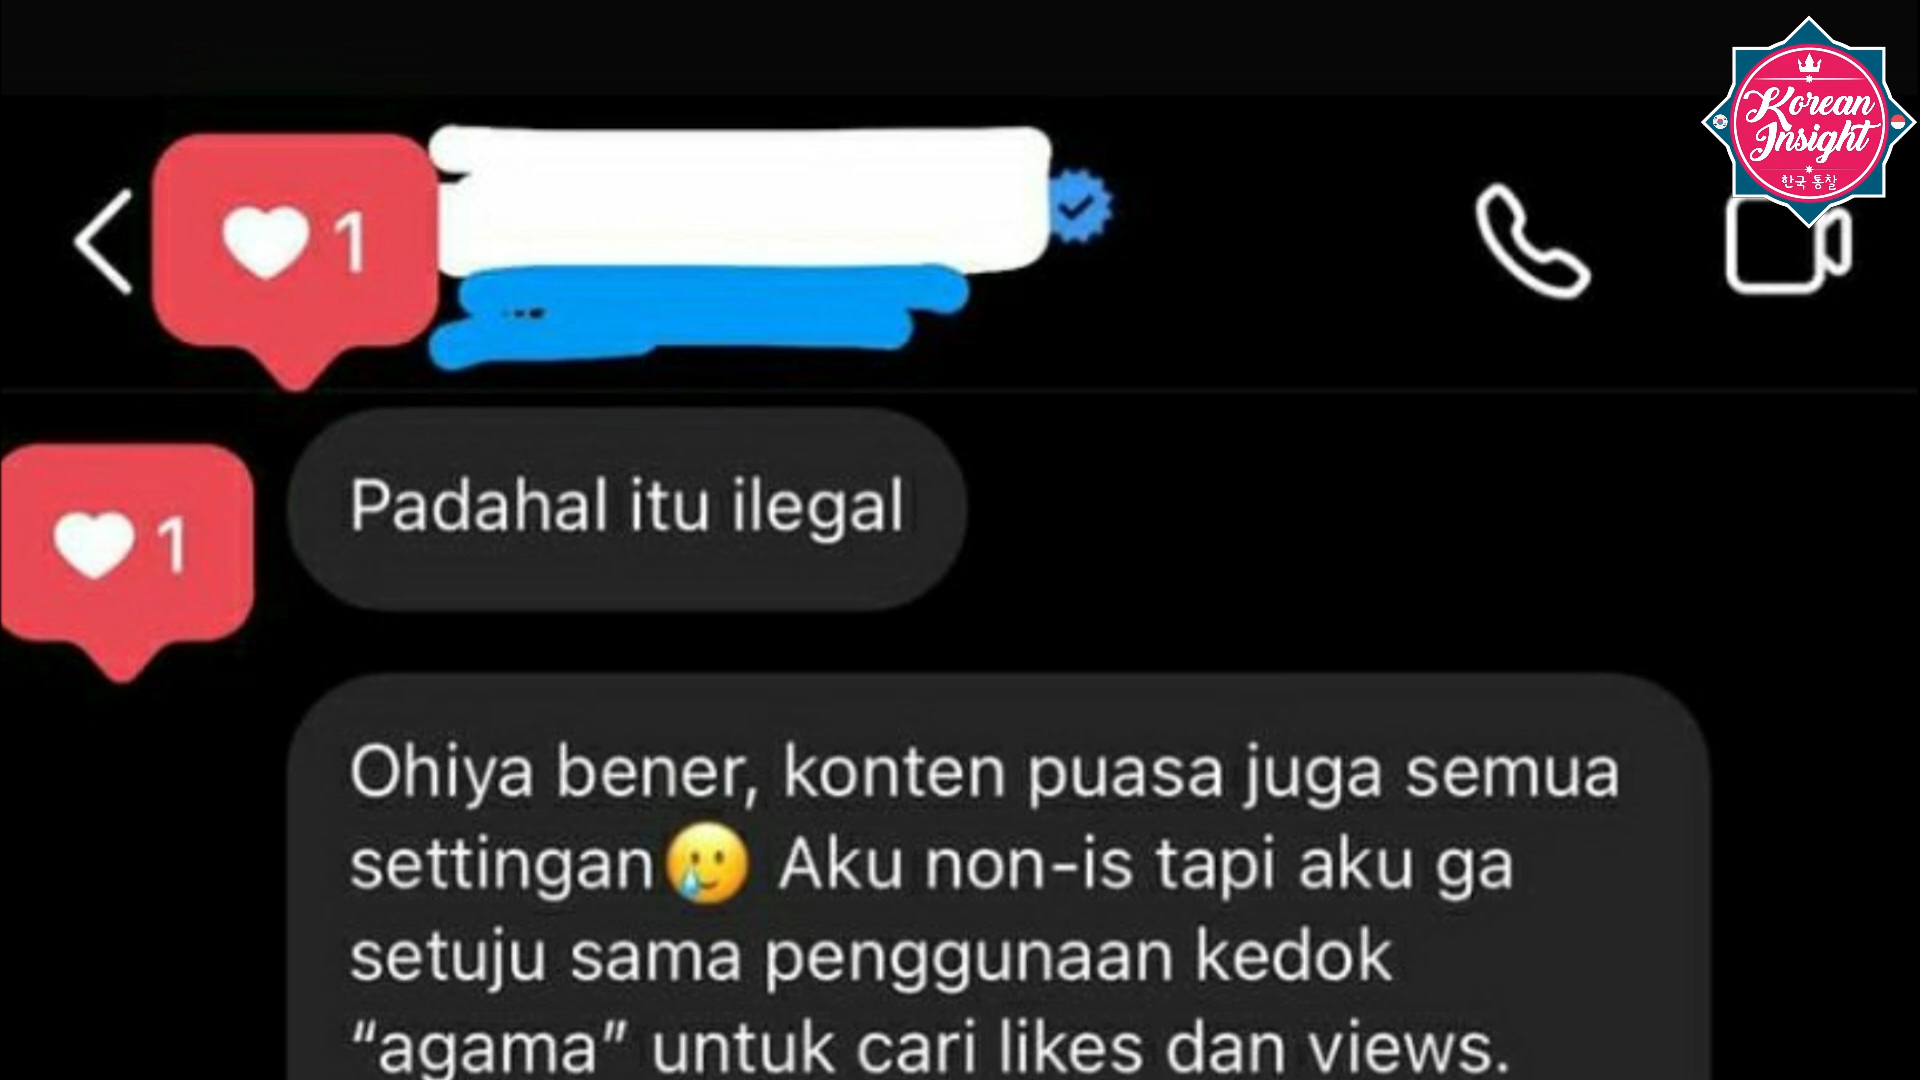 Korean
Insight
한국 통찰
1
1
Padahal itu ilegal
Ohiya bener, konten puasa juga semua
settingan🥲 Aku non-is tapi aku ga
setuju sama penggunaan kedok
“agama” untuk cari likes dan views.